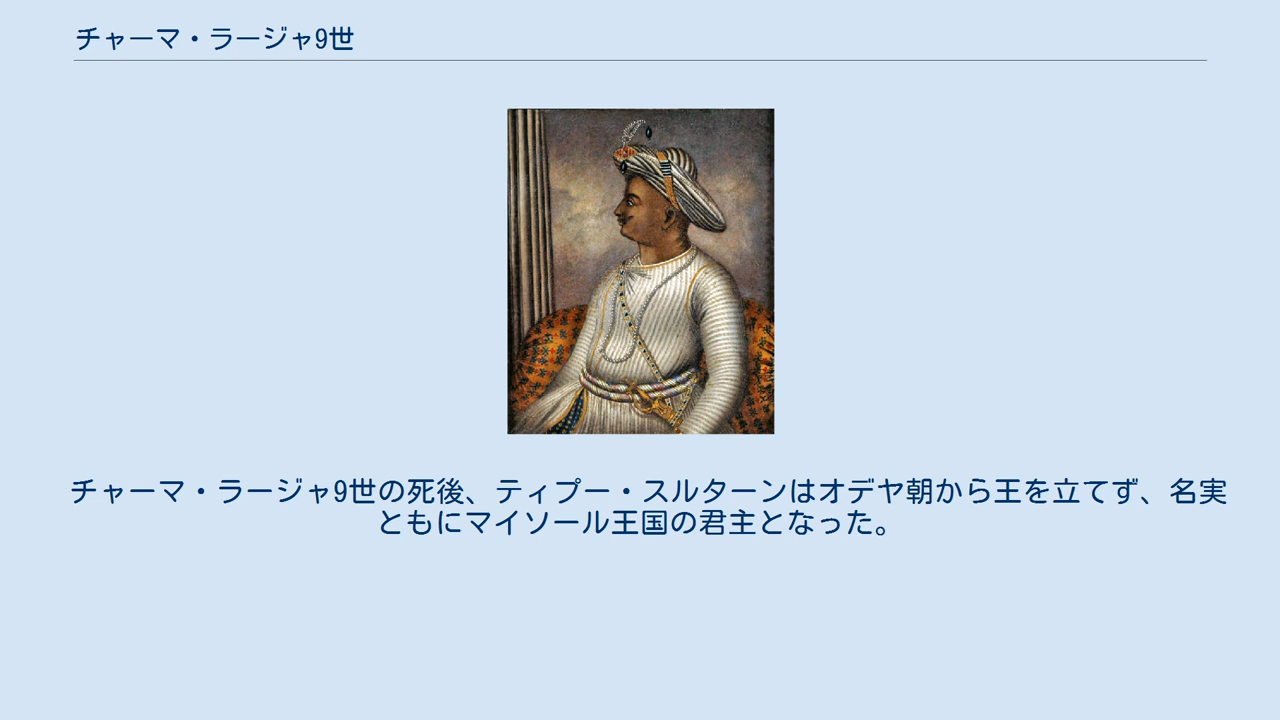 チャーマ・ラージャ9世
チャーマ・ラージャ9世の死後、ティプー・スルターンはオデヤ朝から王を立てず、名実
ともにマイソール王国の君主となった。